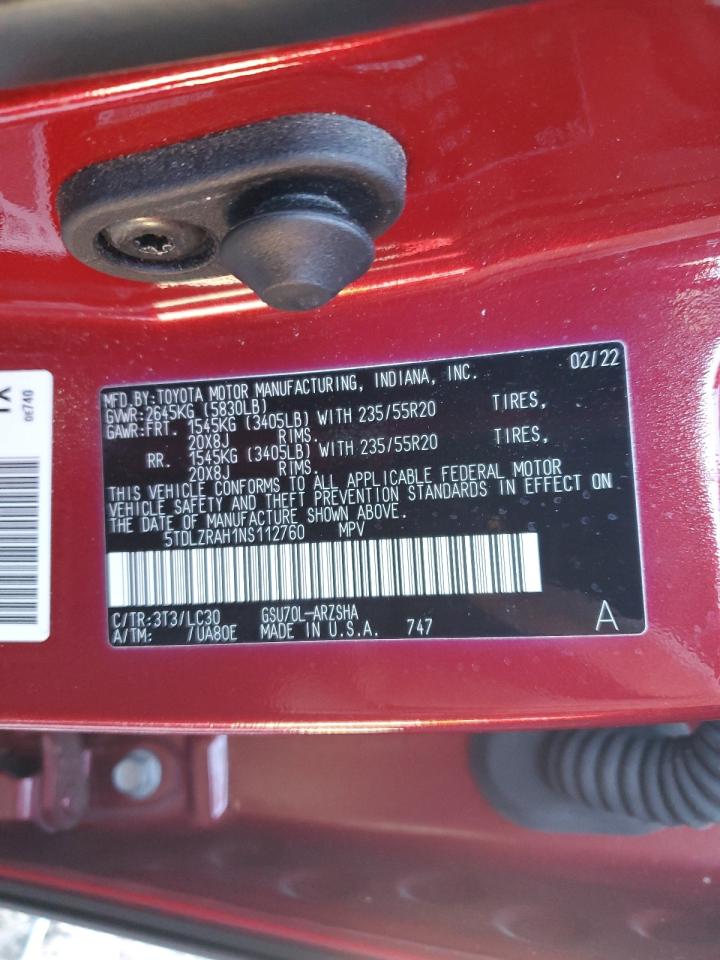 02/22
MFD.BY:TOYOTA MOTOR MANUFACTURING, INDIANA, INC.
GVWR:2645KG (5830LB)
GAWR:FRT. 1545KG (3405LB) WITH 235/55R20 TIRES,
20X8J RIMS.
RR. 1545KG (3405LB) WITH 235/55R20 TIRES,
20X8J RIMS.
THIS VEHICLE CONFORMS TO ALL APPLICABLE FEDERAL MOTOR
VEHICLE SAFETY AND THEFT PREVENTION STANDARDS IN EFFECT ON
THE DATE OF MANUFACTURE SHOWN ABOVE.
5TDLZRAH1NS112760 MPV
C/TR:3T3/LC30 GSU70L-ARZSHA
A/TM: /UA80E MADE IN U.S.A. 747 A
0E740